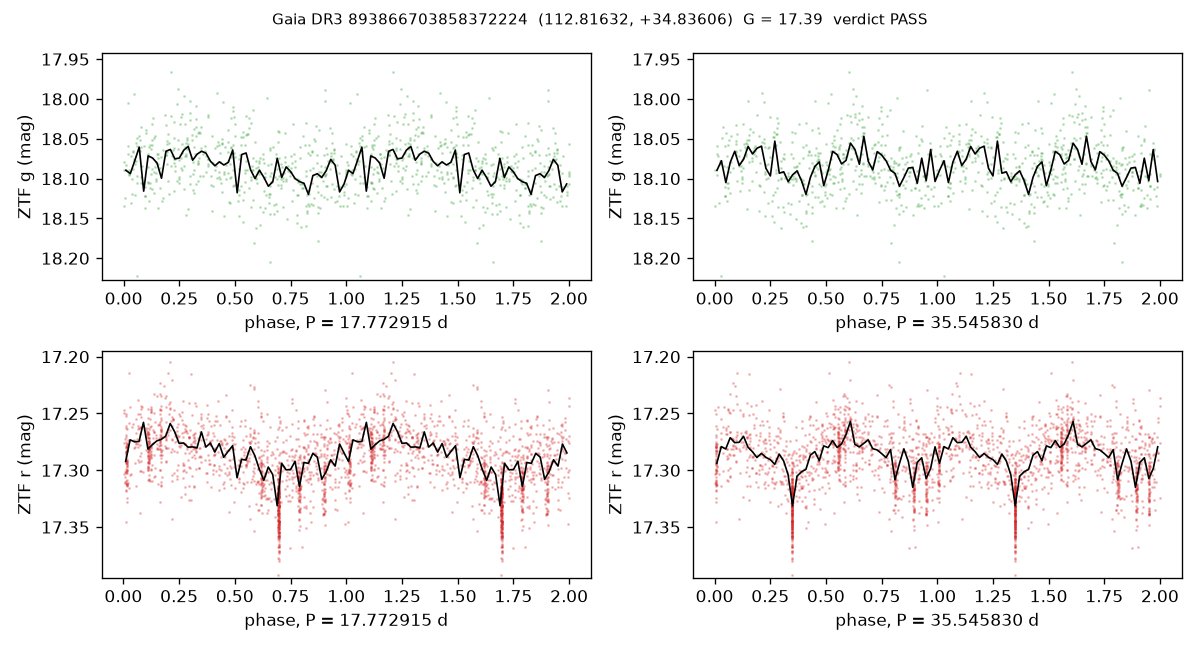 Gaia DR3 893866703858372224 (112.81632, +34.83606) G = 17.39 verdict PASS
17.95
18.00
18.05
18.10
18.15
18.20
ZTF g (mag)
0.00 0.25 0.50 0.75 1.00 1.25 1.50 1.75 2.00
phase, P = 17.772915 d
17.95
18.00
18.05
18.10
18.15
18.20
ZTF g (mag)
0.00 0.25 0.50 0.75 1.00 1.25 1.50 1.75 2.00
phase, P = 35.545830 d
17.20
17.25
17.30
17.35
ZTF r (mag)
0.00 0.25 0.50 0.75 1.00 1.25 1.50 1.75 2.00
phase, P = 17.772915 d
17.20
17.25
17.30
17.35
ZTF r (mag)
0.00 0.25 0.50 0.75 1.00 1.25 1.50 1.75 2.00
phase, P = 35.545830 d